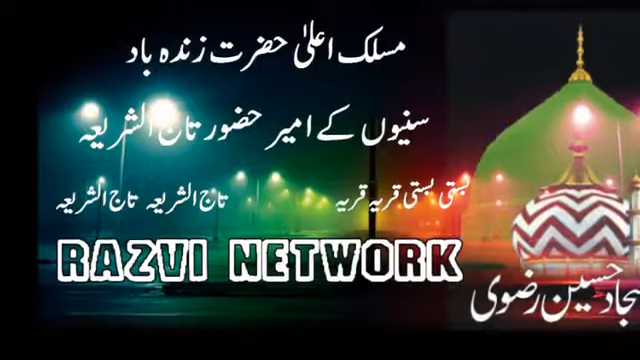 مسلک اعلیٰ حضرت زندہ باد
سنیوں کے امیر حضور تاج الشریعہ
بستی بستی قریہ قریہ تاج الشریعہ تاج الشریعہ
RAZVI NETWORK
حسین رضوی